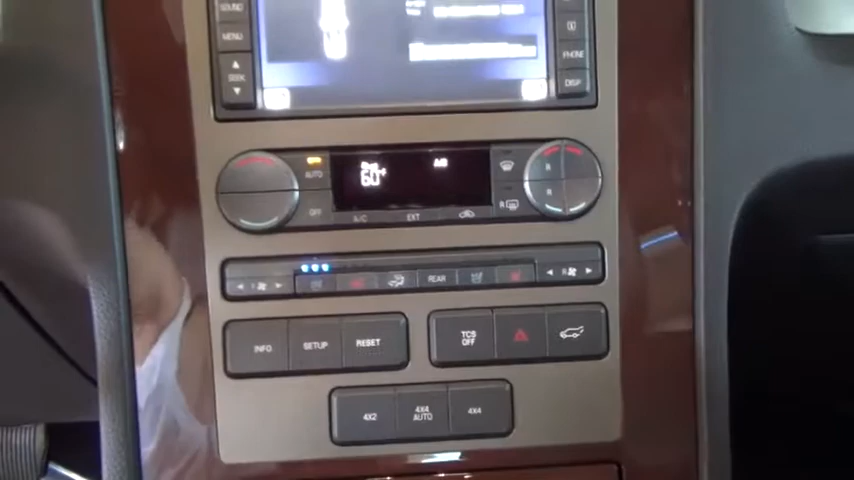 SOUND
MENU
SEEK
PHONE
DISP
AUTO
60°F
OFF
A/C
EXT
R
R
R
REAR
R
INFO
SETUP
RESET
TCS
OFF
4X2
4X4
AUTO
4X4